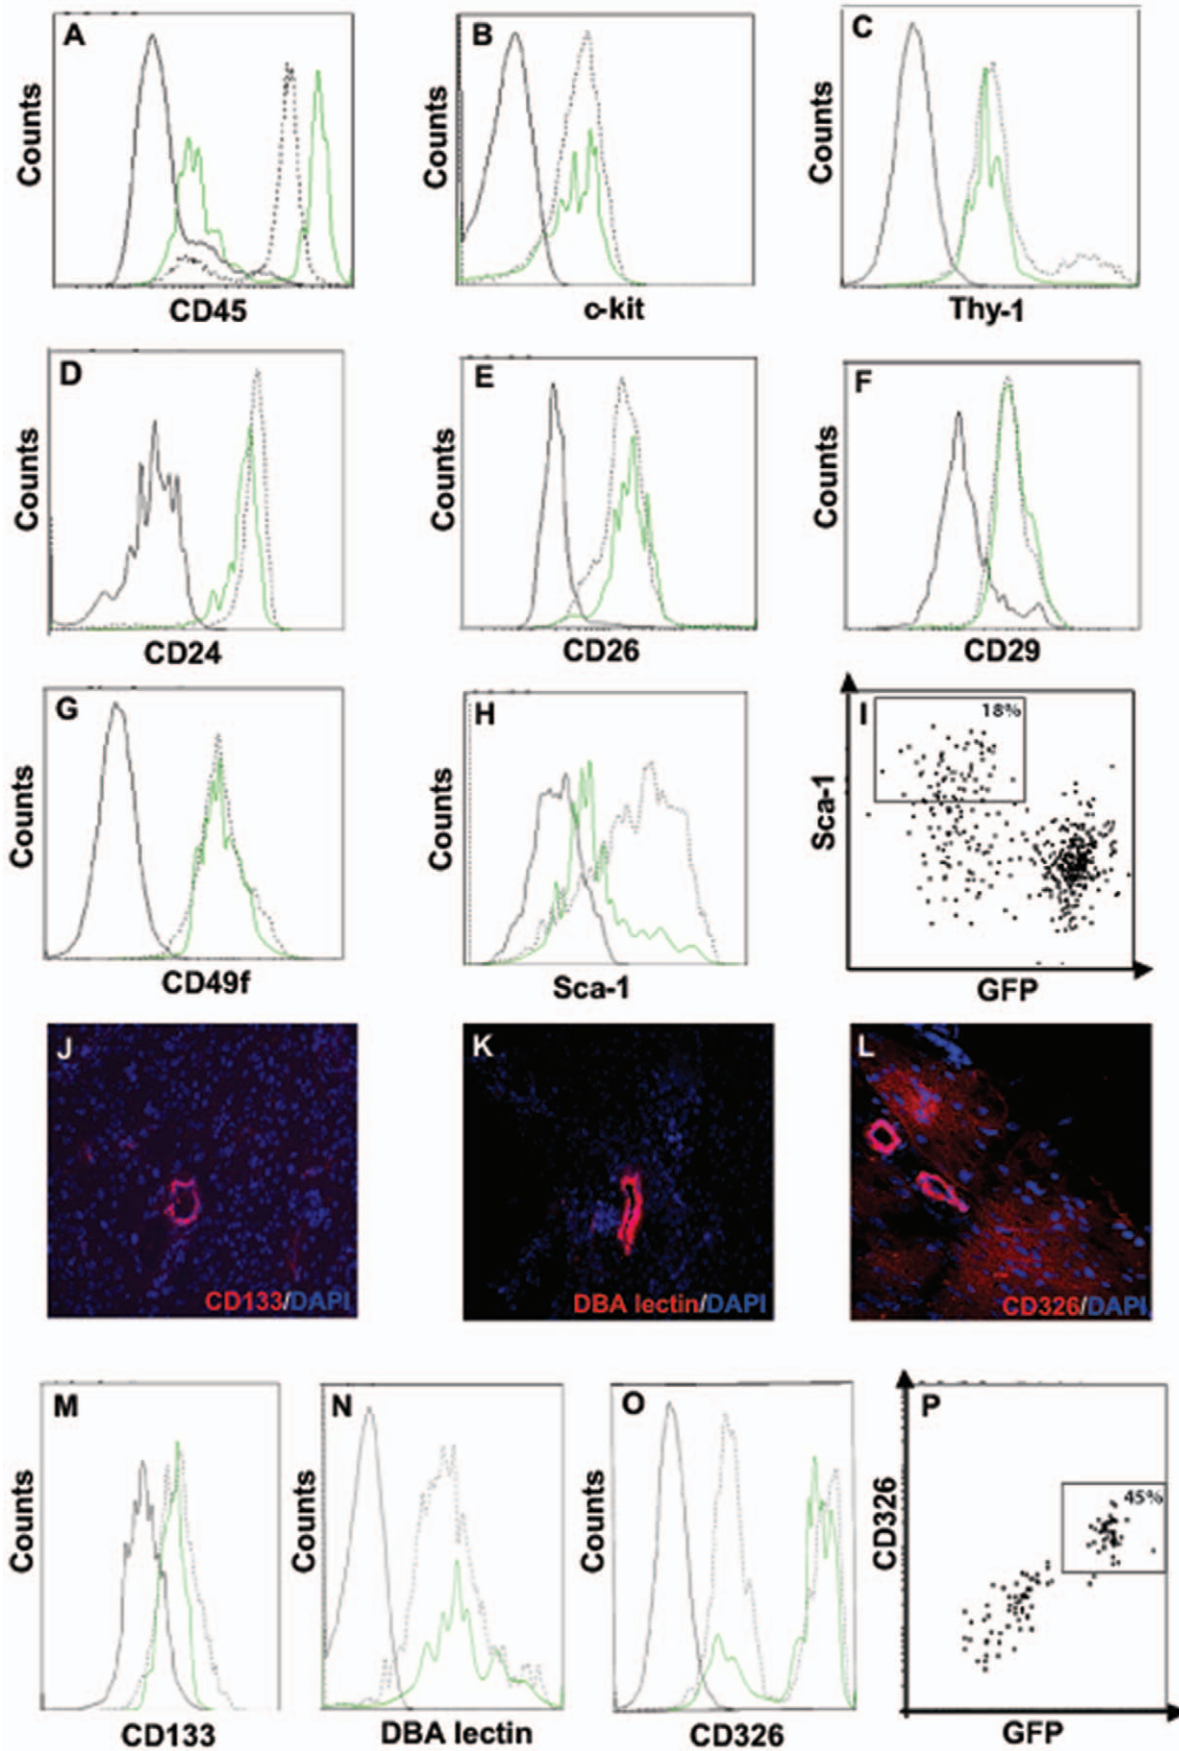 A
Counts
CD45
B
Counts
c-kit
C
Counts
Thy-1
D
Counts
CD24
E
Counts
CD26
F
Counts
CD29
G
Counts
CD49f
H
Counts
Sca-1
I
18%
Sca-1
GFP
J
CD133/DAPI
K
DBA lectin/DAPI
L
CD326/DAPI
M
Counts
CD133
N
Counts
DBA lectin
O
Counts
CD326
P
45%
CD326
GFP